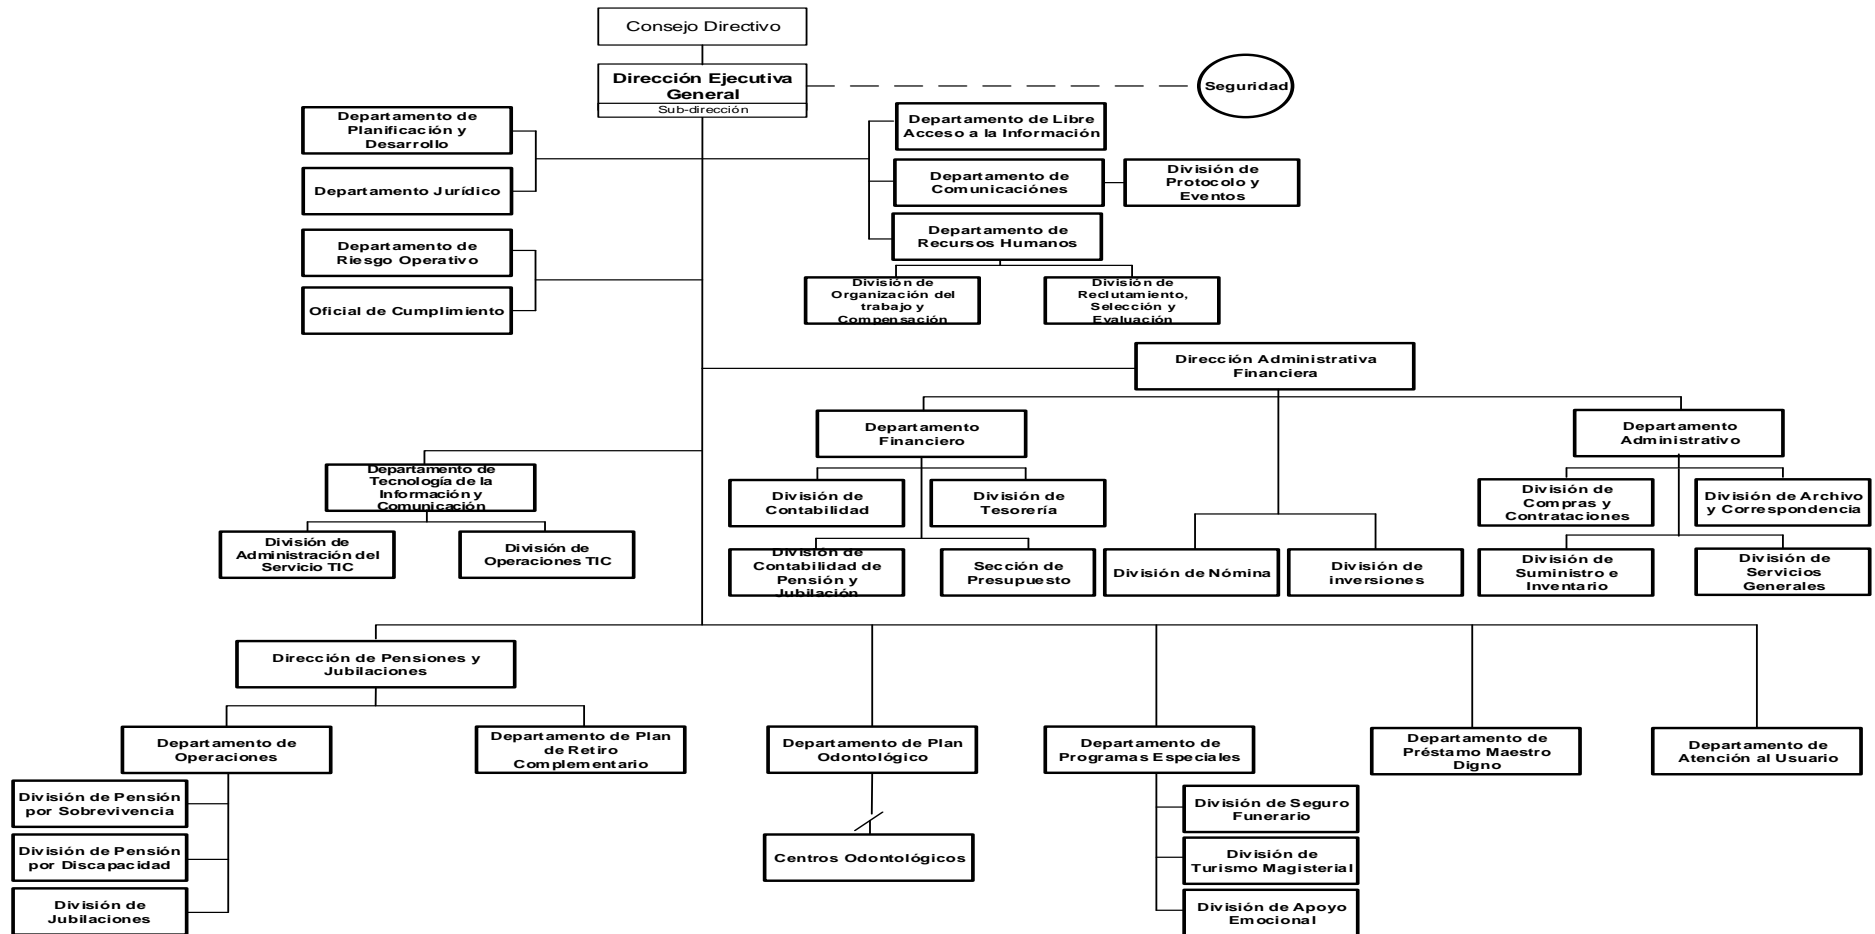 Consejo Directivo
Dirección Ejecutiva
General
Sub-dirección
Seguridad
Departamento de
Planificación y
Desarrollo
Departamento Jurídico
Departamento de
Riesgo Operativo
Oficial de Cumplimiento
Departamento de Libre
Acceso a la Información
Departamento de
Comunicaciónes
División de
Protocolo y
Eventos
Departamento de
Recursos Humanos
División de
Organización del
trabajo y
Compensación
División de
Reclutamiento,
Selección y
Evaluación
Dirección Administrativa
Financiera
Departamento
Financiero
Departamento
Administrativo
División de
Contabilidad
División de
Tesorería
División de
Contabilidad de
Pensión y
Jubilación
Sección de
Presupuesto
División de Nómina
División de
inversiones
División de
Compras y
Contrataciones
División de Archivo
y Correspondencia
División de
Suministro e
Inventario
División de
Servicios
Generales
Departamento de
Tecnología de la
Información y
Comunicación
División de
Administración del
Servicio TIC
División de
Operaciones TIC
Dirección de Pensiones y
Jubilaciones
Departamento de
Operaciones
Departamento de Plan
de Retiro
Complementario
Departamento de Plan
Odontológico
Departamento de
Programas Especiales
Departamento de
Préstamo Maestro
Digno
Departamento de
Atención al Usuario
División de Pensión
por Sobrevivencia
División de Pensión
por Discapacidad
División de
Jubilaciones
Centros Odontológicos
División de Seguro
Funerario
División de
Turismo Magisterial
División de Apoyo
Emocional